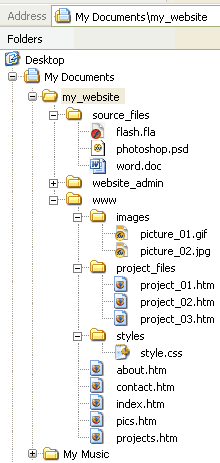 Address My Documents\my_website
Folders
Desktop
My Documents
my_website
source_files
flash.fla
photoshop.psd
word.doc
website_admin
www
images
picture_01.gif
picture_02.jpg
project_files
project_01.htm
project_02.htm
project_03.htm
styles
style.css
about.htm
contact.htm
index.htm
pics.htm
projects.htm
My Music